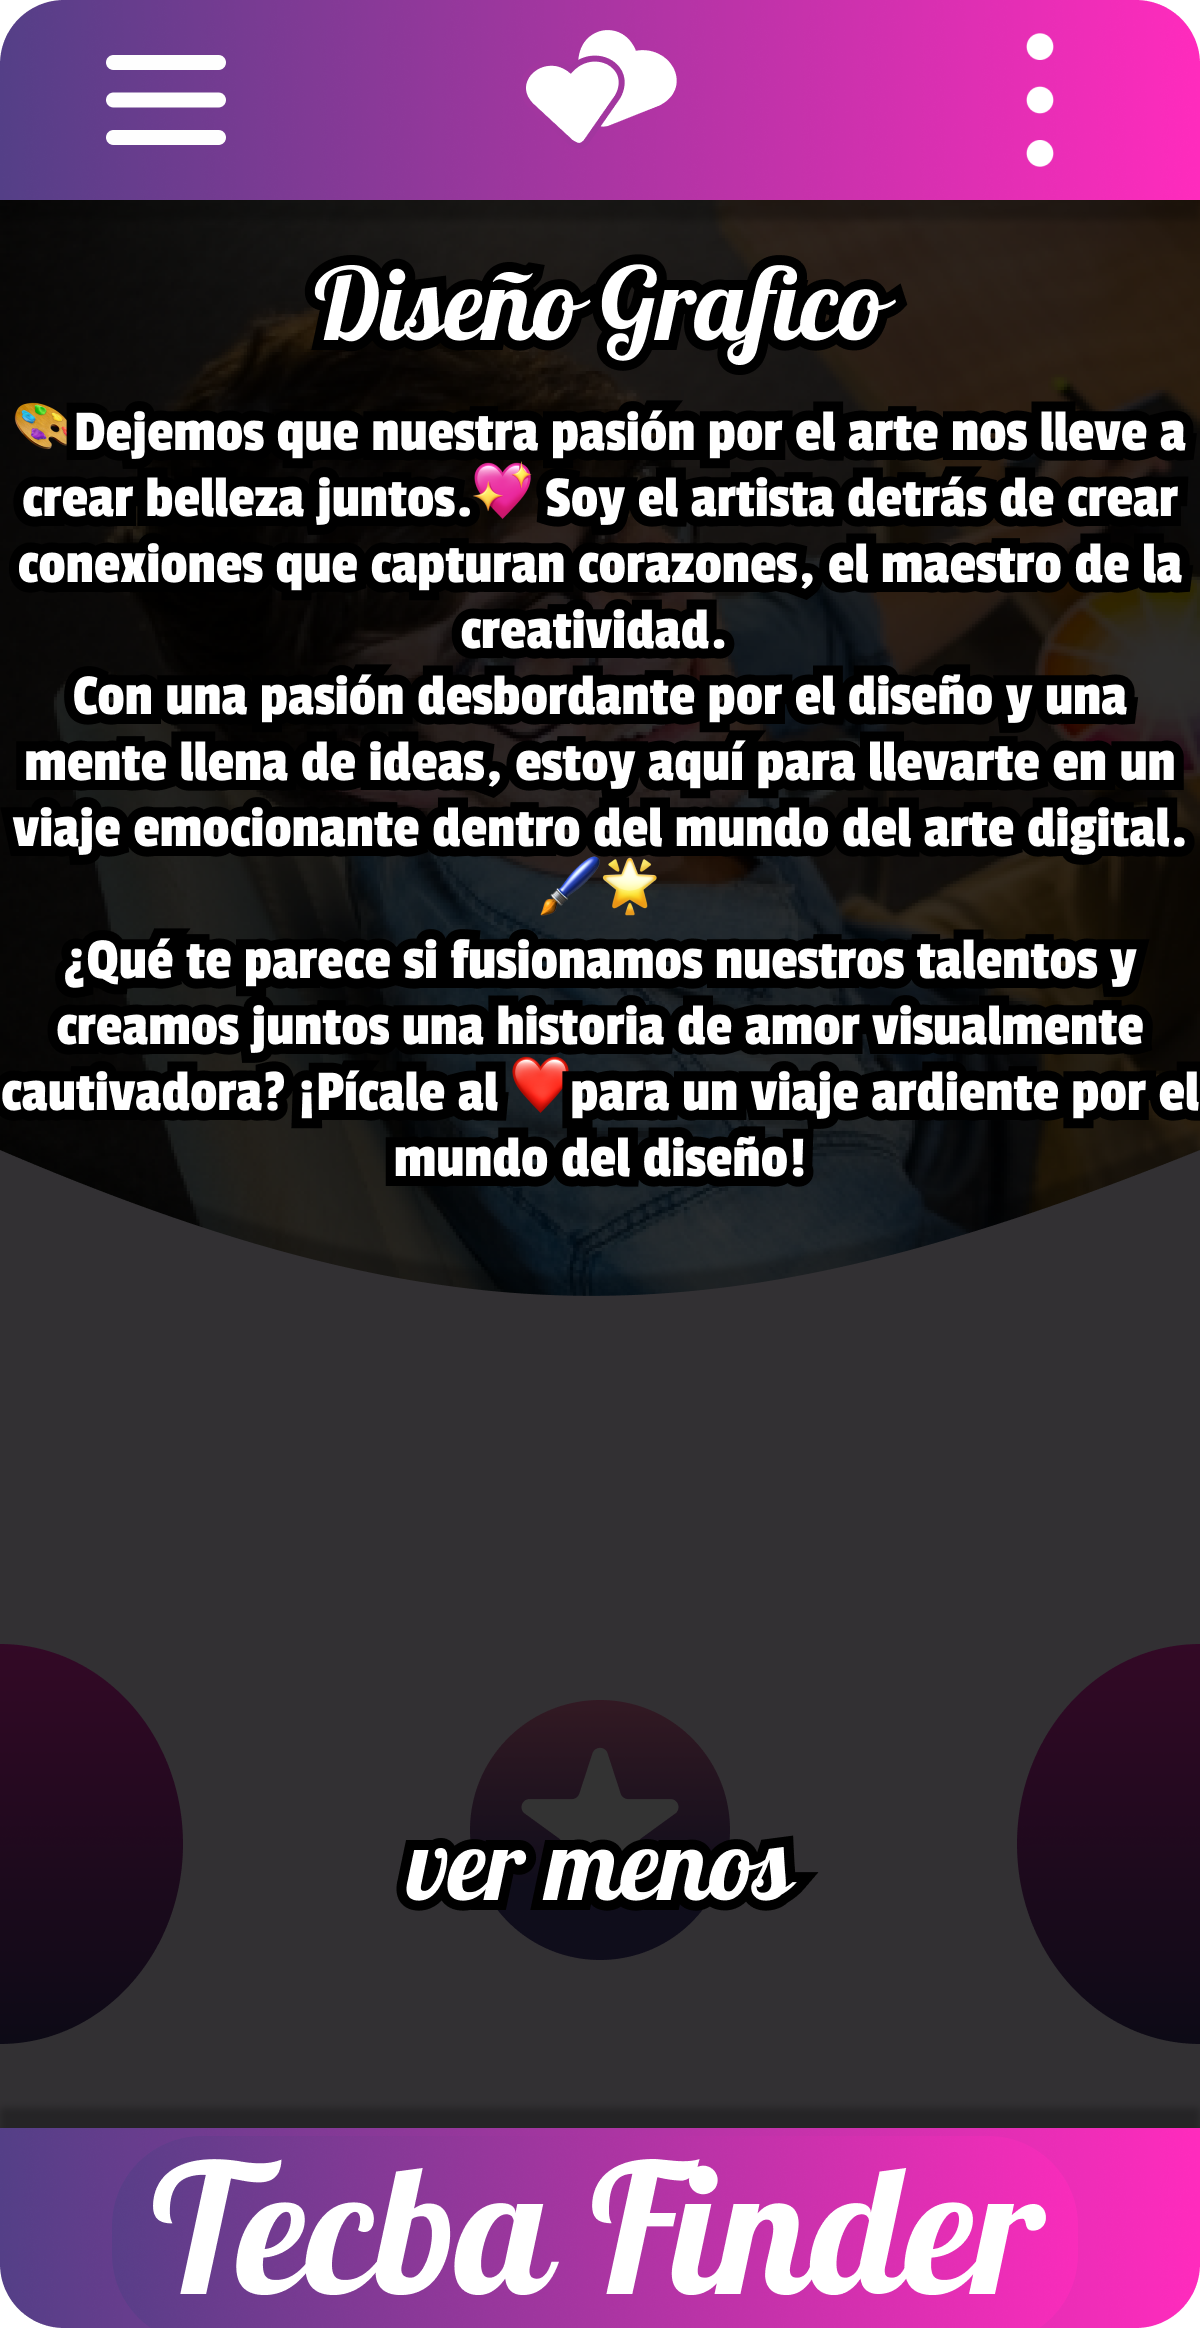 Diseño Grafico
🎨Dejemos que nuestra pasión por el arte nos lleve a
crear belleza juntos.💖 Soy el artista detrás de crear
conexiones que capturan corazones, el maestro de la
creatividad.
Con una pasión desbordante por el diseño y una
mente llena de ideas, estoy aquí para llevarte en un
viaje emocionante dentro del mundo del arte digital.
🖌️🌟
¿Qué te parece si fusionamos nuestros talentos y
creamos juntos una historia de amor visualmente
cautivadora? ¡Pícale al ❤️para un viaje ardiente por el
mundo del diseño!
ver menos
Tecba Finder